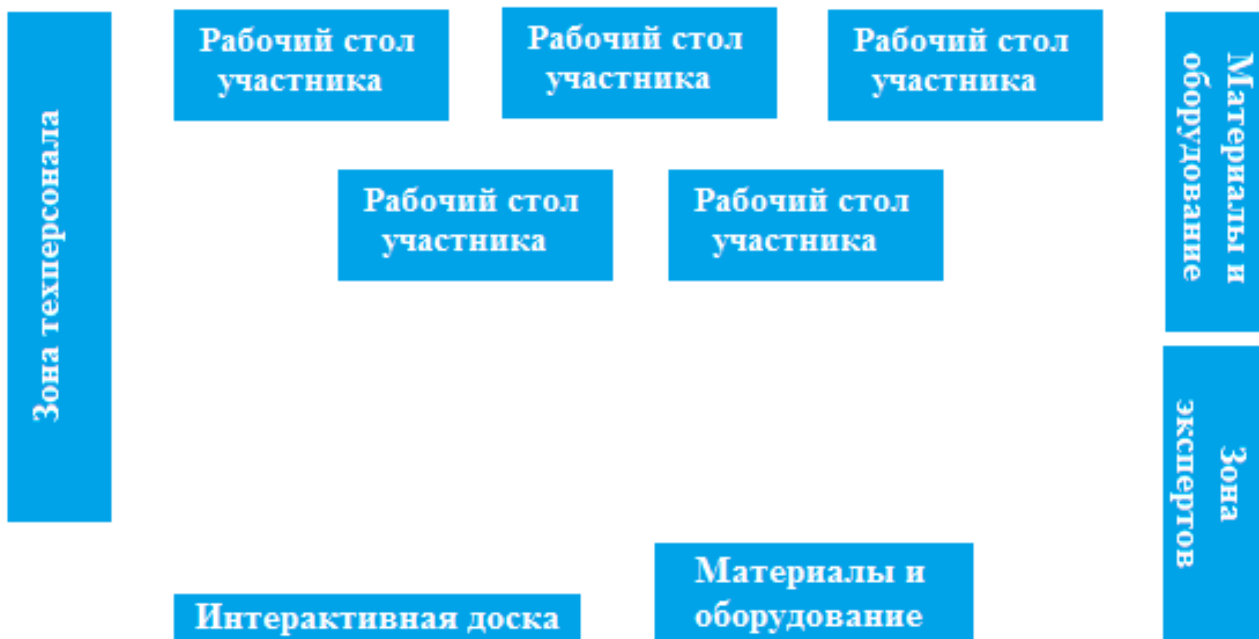 Зона техперсонала
Рабочий стол
участника
Рабочий стол
участника
Рабочий стол
участника
Материалы и
оборудование
Рабочий стол
участника
Рабочий стол
участника
Зона
экспертов
Интерактивная доска
Материалы и
оборудование